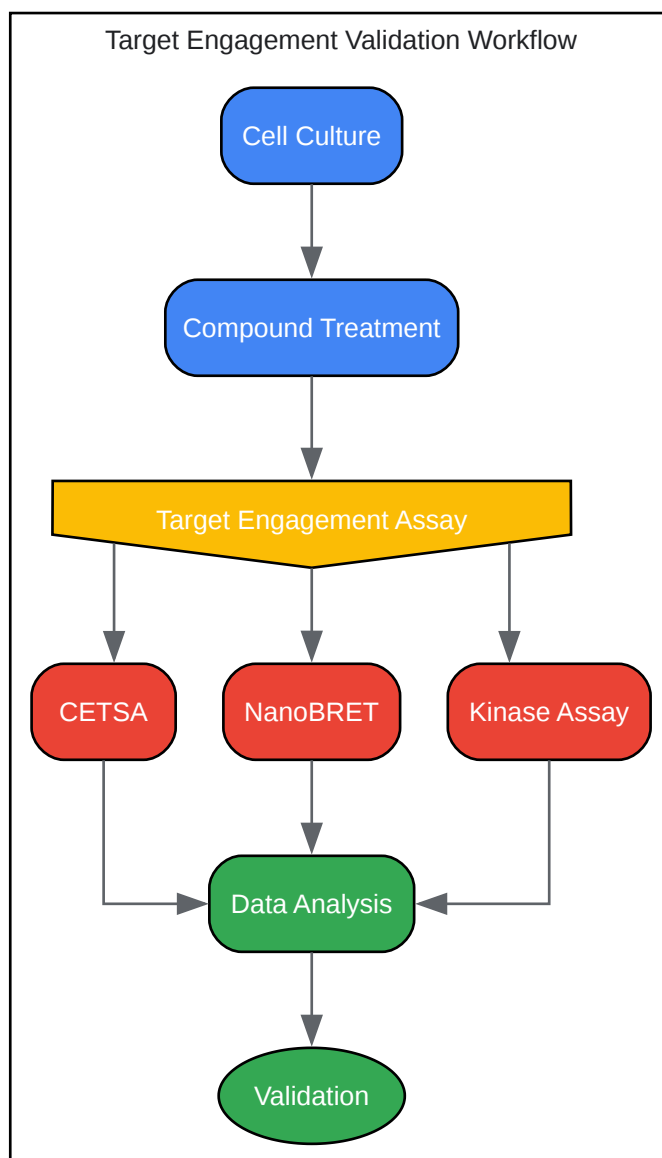 Target Engagement Validation Workflow
Cell Culture
Compound Treatment
Target Engagement Assay
CETSA
NanoBRET
Kinase Assay
Data Analysis
Validation